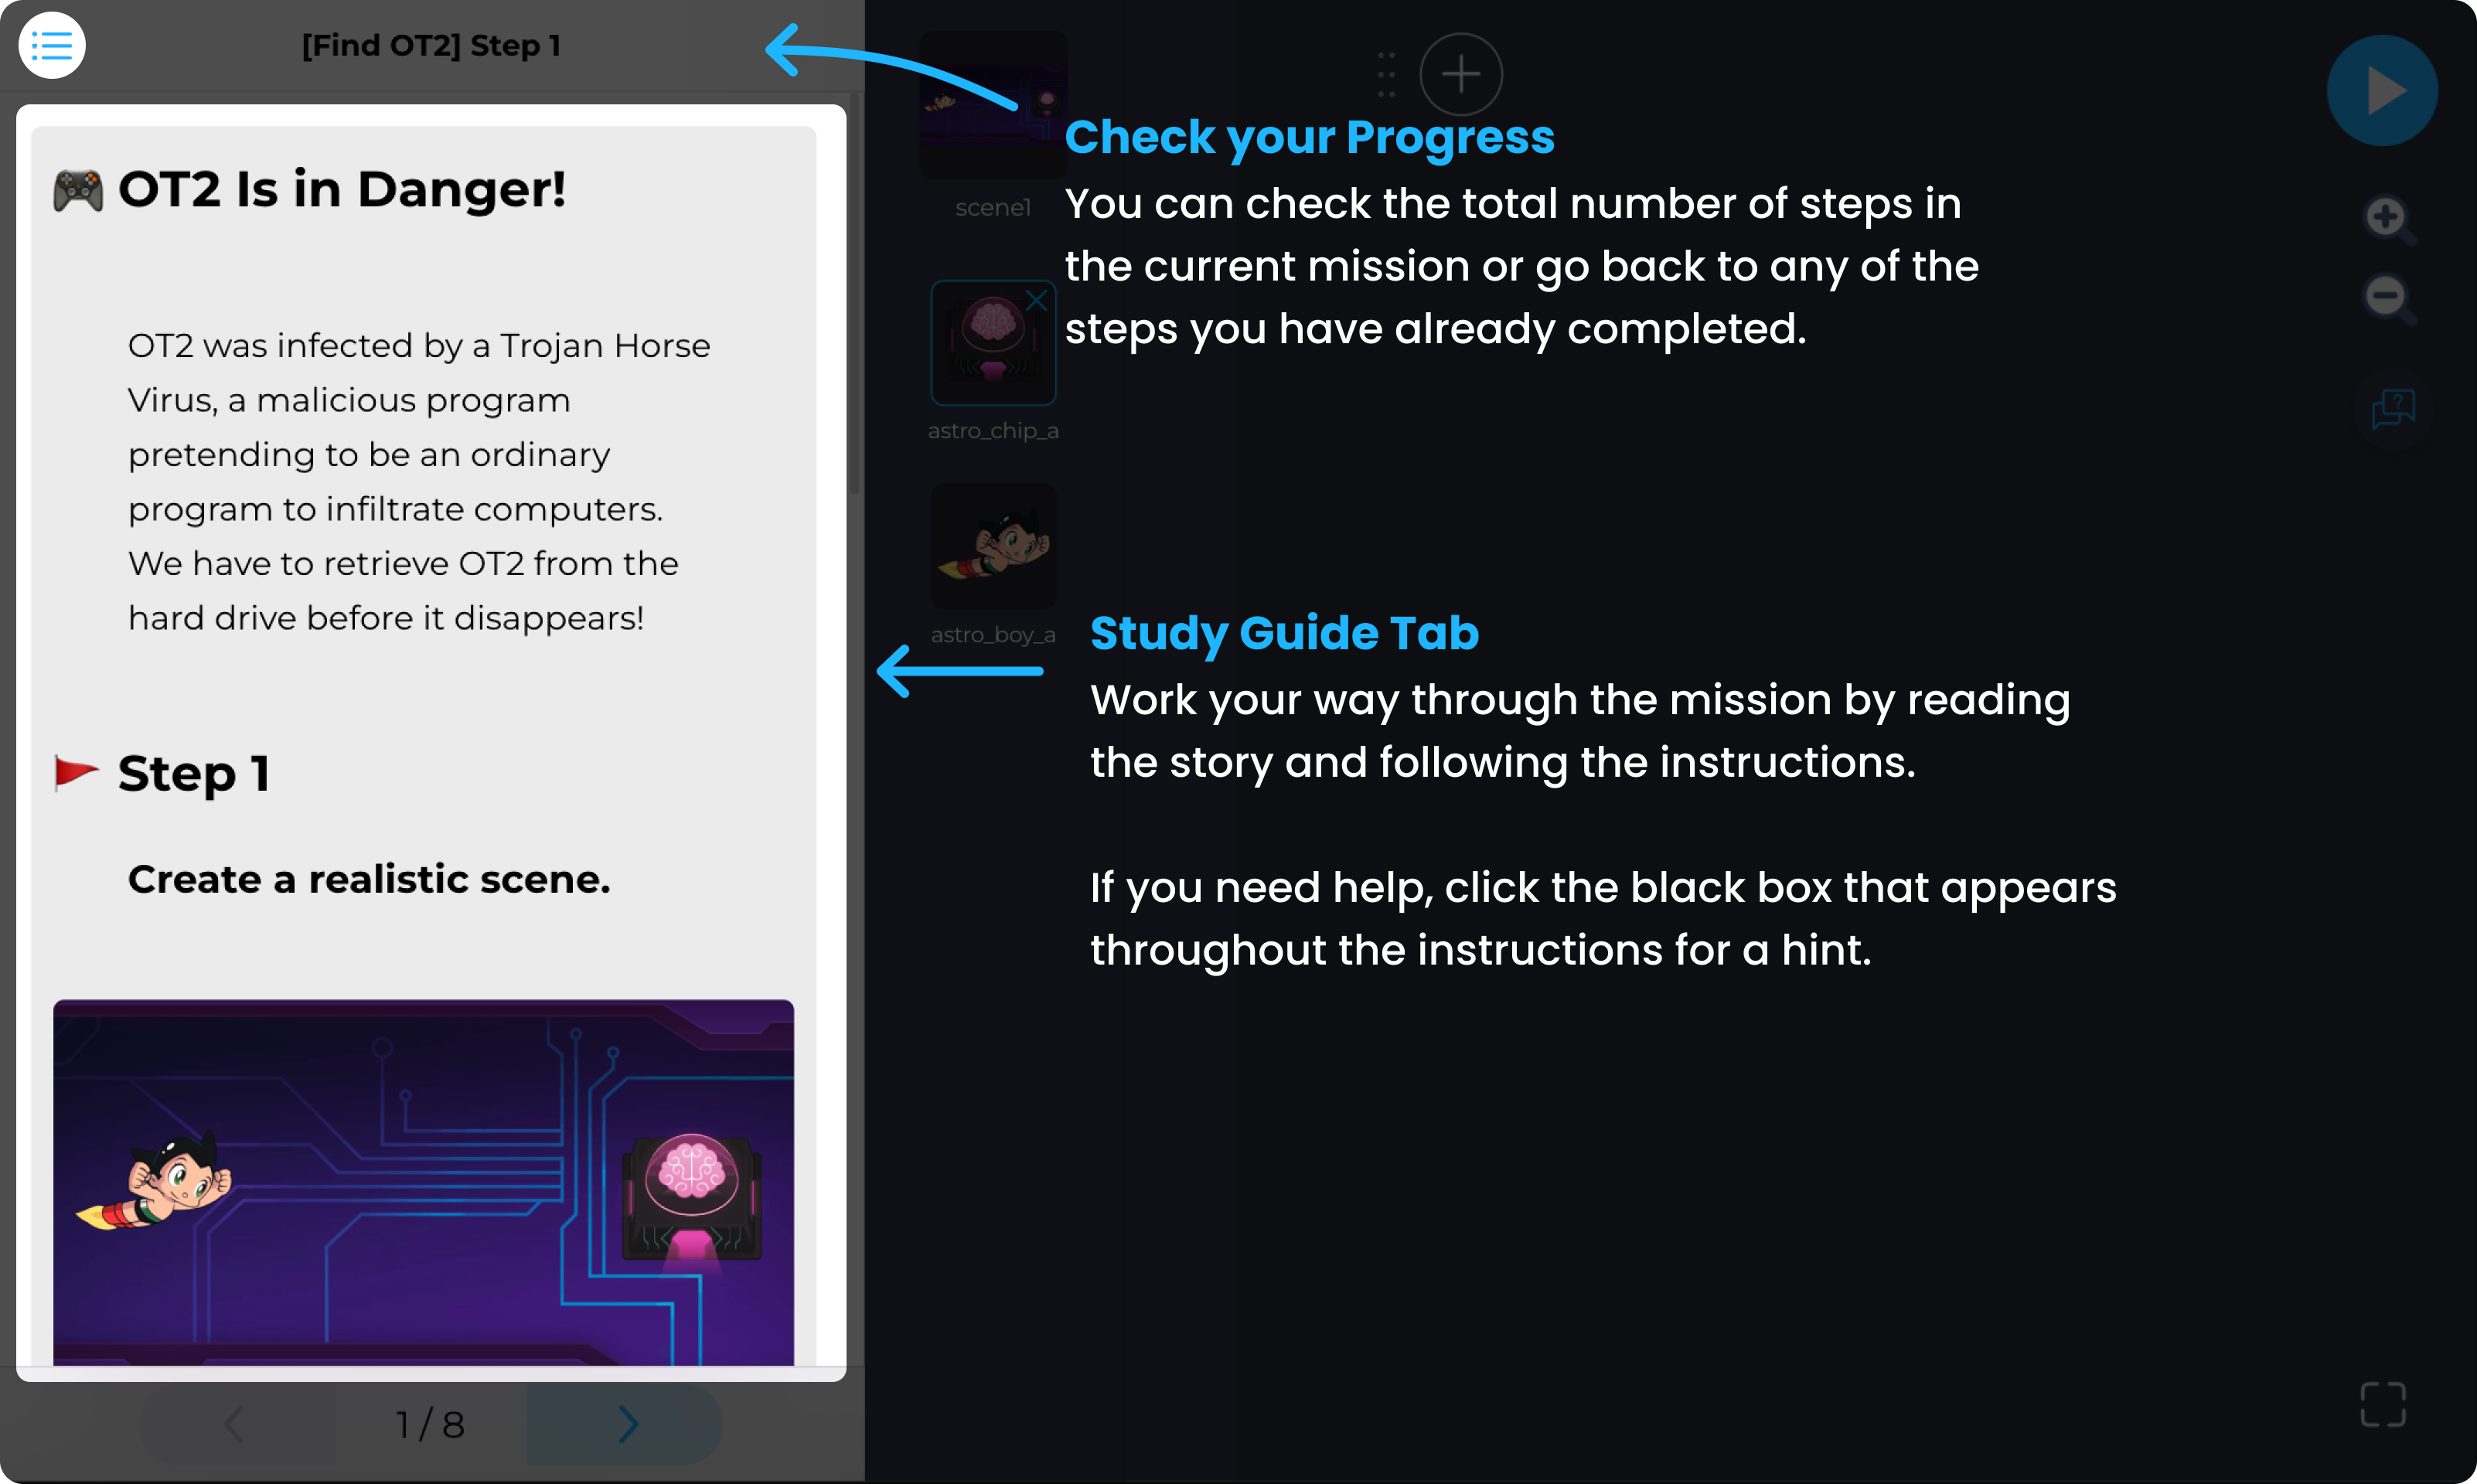 [Find OT2] Step 1
🎮 OT2 Is in Danger!
OT2 was infected by a Trojan Horse
Virus, a malicious program
pretending to be an ordinary
program to infiltrate computers.
We have to retrieve OT2 from the
hard drive before it disappears!
🚩 Step 1
Create a realistic scene.
1 / 8
scene1
astro_chip_a
astro_boy_a
Check your Progress
You can check the total number of steps in
the current mission or go back to any of the
steps you have already completed.
Study Guide Tab
Work your way through the mission by reading
the story and following the instructions.
If you need help, click the black box that appears
throughout the instructions for a hint.